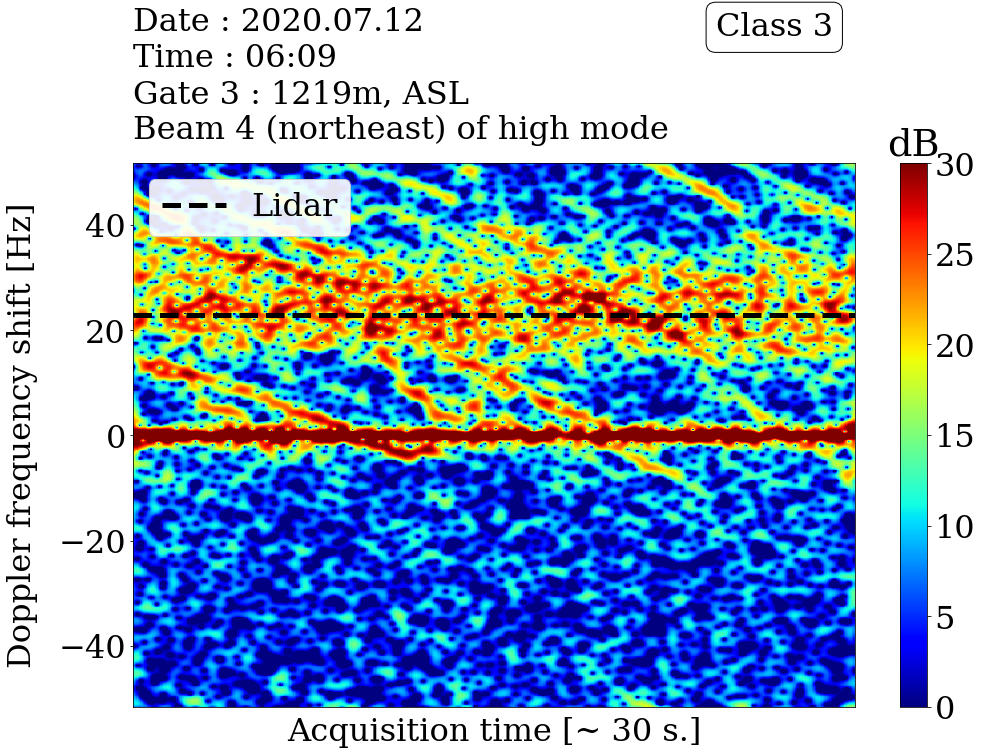 Date : 2020.07.12
Time : 06:09
Gate 3 : 1219m, ASL
Beam 4 (northeast) of high mode
Class 3
dB
Lidar
Doppler frequency shift [Hz]
40
20
0
−20
−40
Acquisition time [~ 30 s.]
30
25
20
15
10
5
0